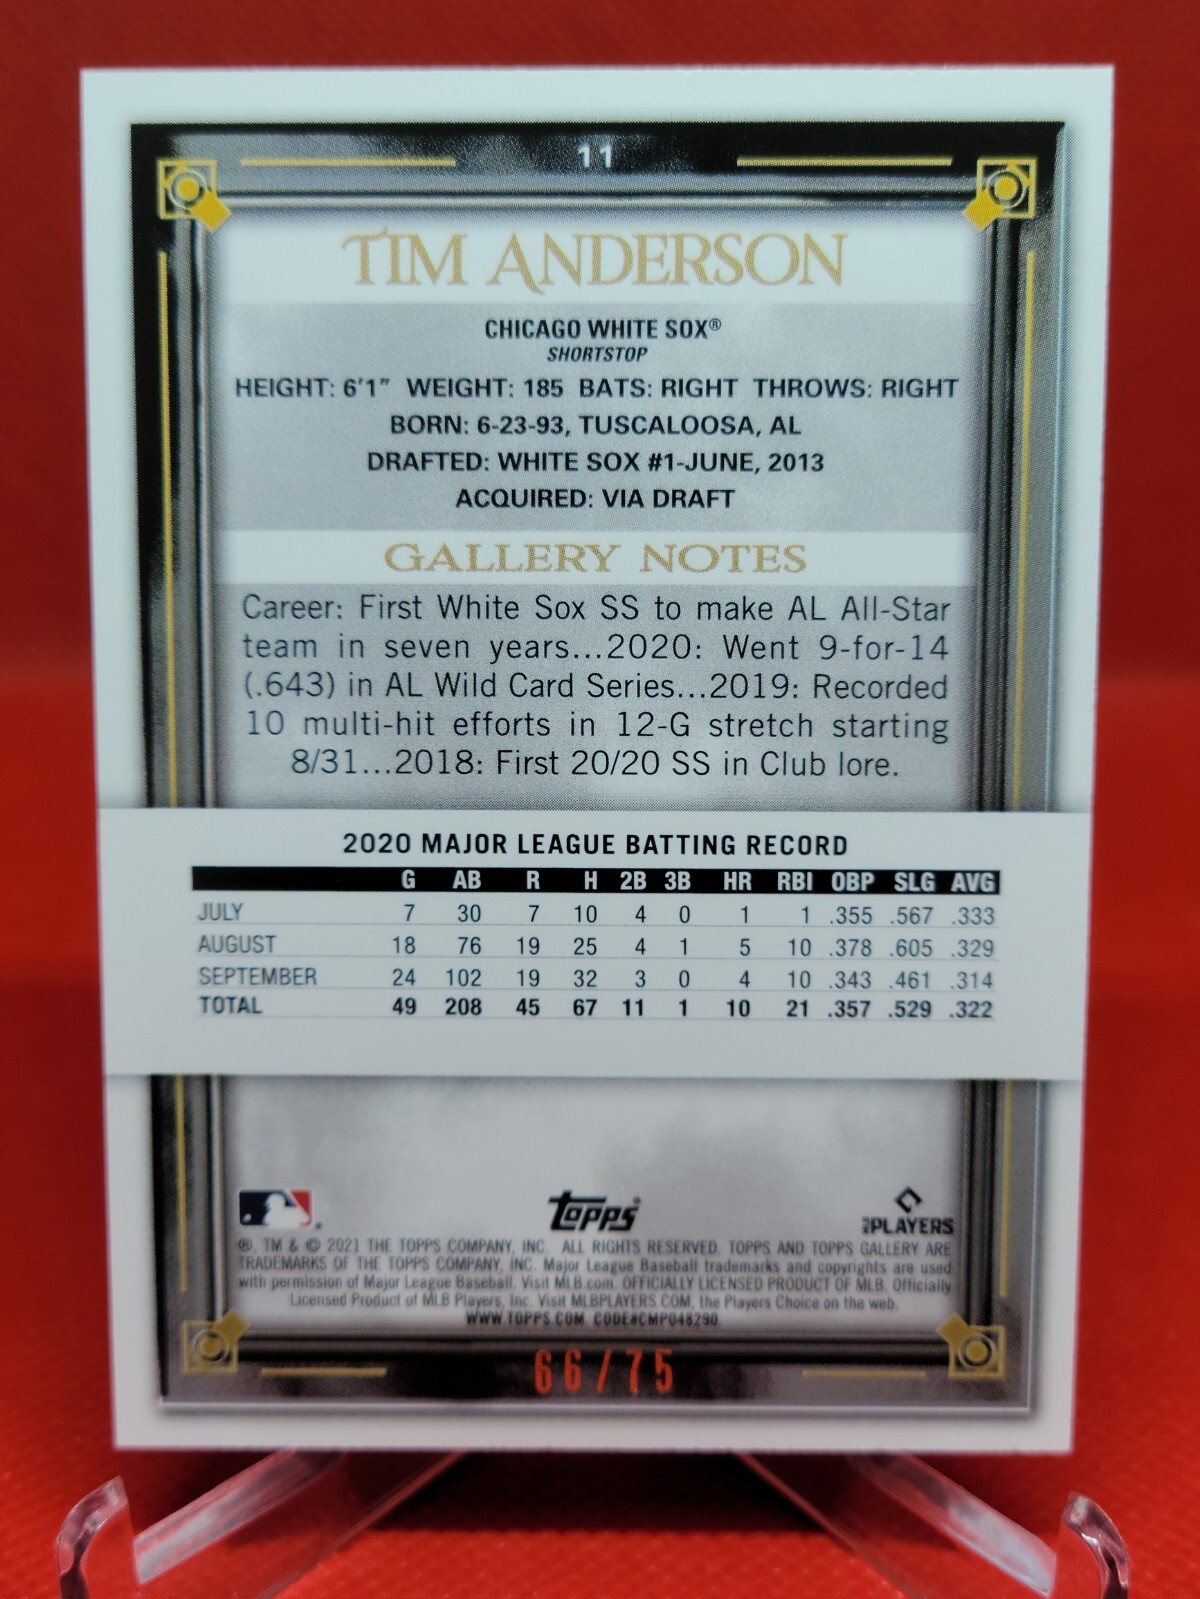 11
TIM ANDERSON
CHICAGO WHITE SOX®
SHORTSTOP
HEIGHT: 6'1" WEIGHT: 185 BATS: RIGHT THROWS: RIGHT
BORN: 6-23-93, TUSCALOOSA, AL
DRAFTED: WHITE SOX #1-JUNE, 2013
ACQUIRED: VIA DRAFT
GALLERY NOTES
Career: First White Sox SS to make AL All-Star
team in seven years...2020: Went 9-for-14
(.643) in AL Wild Card Series...2019: Recorded
10 multi-hit efforts in 12-G stretch starting
8/31...2018: First 20/20 SS in Club lore.
2020 MAJOR LEAGUE BATTING RECORD
G AB R H 2B 3B HR RBI OBP SLG AVG
JULY 7 30 7 10 4 0 1 1 .355 .567 .333
AUGUST 18 76 19 25 4 1 5 10 .378 .605 .329
SEPTEMBER 24 102 19 32 3 0 4 10 .343 .461 .314
TOTAL 49 208 45 67 11 1 10 21 .357 .529 .322
topps®
MLB PLAYERS
®, TM & © 2021 THE TOPPS COMPANY, INC. ALL RIGHTS RESERVED. TOPPS AND TOPPS GALLERY ARE
TRADEMARKS OF THE TOPPS COMPANY, INC. Major League Baseball trademarks and copyrights are used
with permission of Major League Baseball. Visit MLB.com. OFFICIALLY LICENSED PRODUCT OF MLB. Officially
Licensed Product of MLB Players, Inc. Visit MLBPLAYERS.COM, the Players Choice on the web.
WWW.TOPPS.COM CODE#CMP048290
66/75